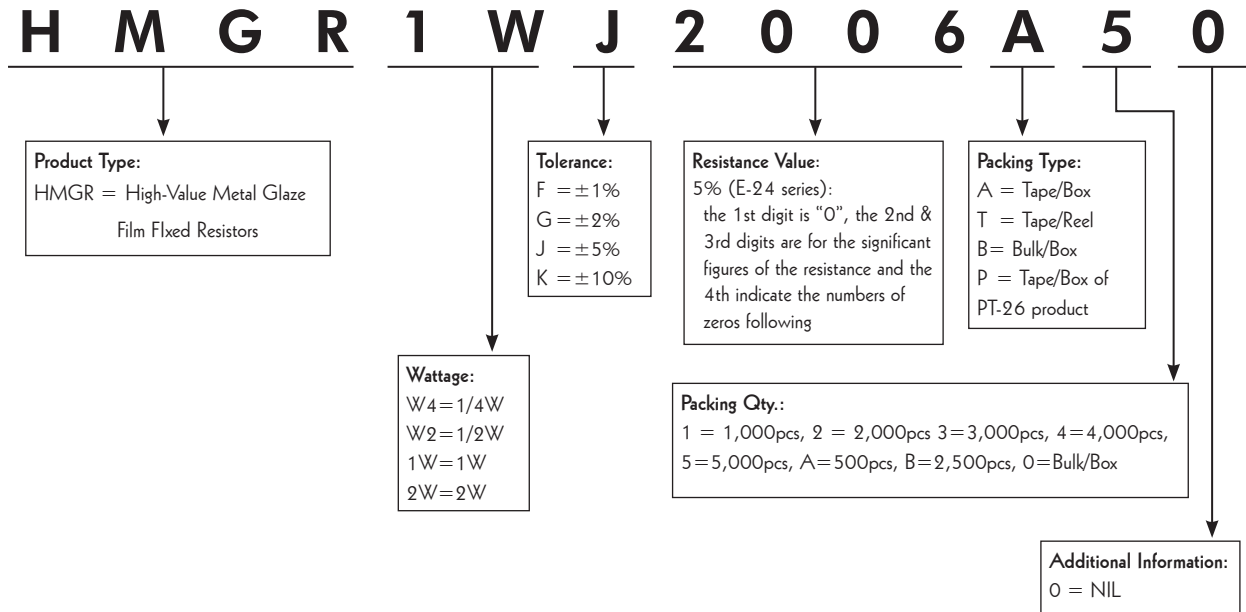 H M G R 1 W J 2 0 0 6 A 5 0
Product Type:
HMGR = High-Value Metal Glaze
Film FIxed Resistors
Tolerance:
F = ±1%
G = ±2%
J = ±5%
K = ±10%
Resistance Value:
5% (E-24 series):
the 1st digit is “0”, the 2nd &
3rd digits are for the significant
figures of the resistance and the
4th indicate the numbers of
zeros following
Packing Type:
A = Tape/Box
T = Tape/Reel
B= Bulk/Box
P = Tape/Box of
PT-26 product
Wattage:
W4=1/4W
W2=1/2W
1W=1W
2W=2W
Packing Qty.:
1 = 1,000pcs, 2 = 2,000pcs 3=3,000pcs, 4=4,000pcs,
5=5,000pcs, A=500pcs, B=2,500pcs, 0=Bulk/Box
Additional Information:
0 = NIL